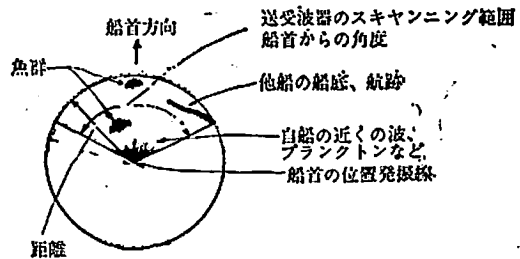 船首方向
送受波器のスキャンニング範囲
船首からの角度
魚群
他船の船底、航跡
自船の近くの波、
プランクトンなど
船首の位置発振線
距離